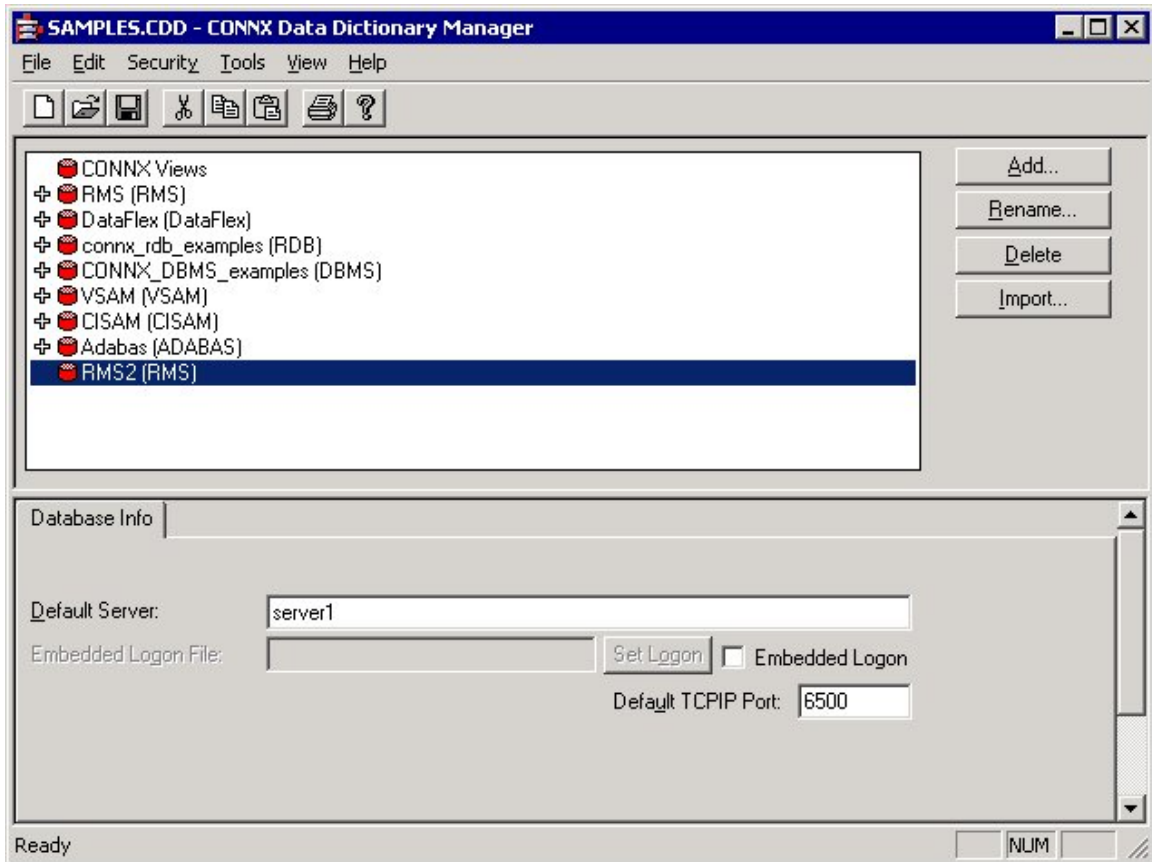 SAMPLES.CDD - CONNX Data Dictionary Manager
File Edit Security Tools View Help
CONNX Views
RMS (RMS)
DataFlex (DataFlex)
connx_rdb_examples (RDB)
CONNX_DBMS_examples (DBMS)
VSAM (VSAM)
CISAM (CISAM)
Adabas (ADABAS)
RMS2 (RMS)
Add...
Rename...
Delete
Import...
Database Info
Default Server: server1
Embedded Logon File: Set Logon Embedded Logon
Default TCPIP Port: 6500
Ready NUM